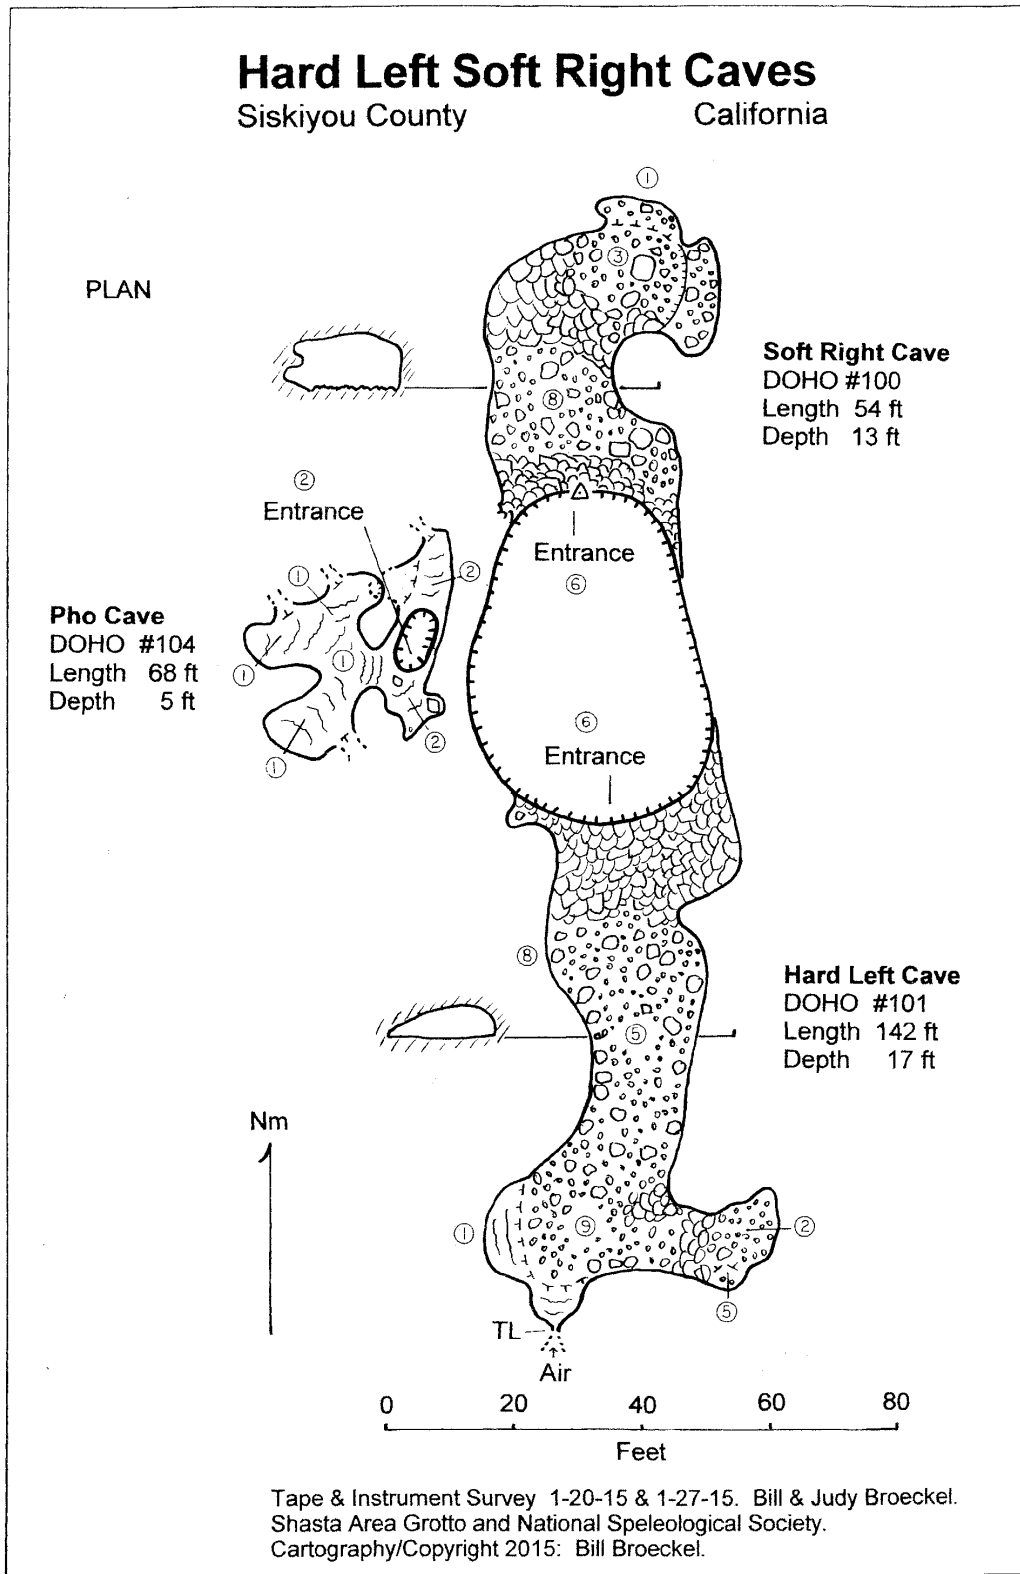 Hard Left Soft Right Caves
Siskiyou County California
1
PLAN
3
Soft Right Cave
DOHO #100
Length 54 ft
Depth 13 ft
8
2
Entrance
Entrance
6
1
2
Pho Cave
DOHO #104
Length 68 ft
Depth 5 ft
1
1
2
1
6
Entrance
8
Hard Left Cave
DOHO #101
Length 142 ft
Depth 17 ft
5
Nm
1
9
2
5
TL
Air
0 20 40 60 80
Feet
Tape & Instrument Survey 1-20-15 & 1-27-15. Bill & Judy Broeckel.
Shasta Area Grotto and National Speleological Society.
Cartography/Copyright 2015: Bill Broeckel.